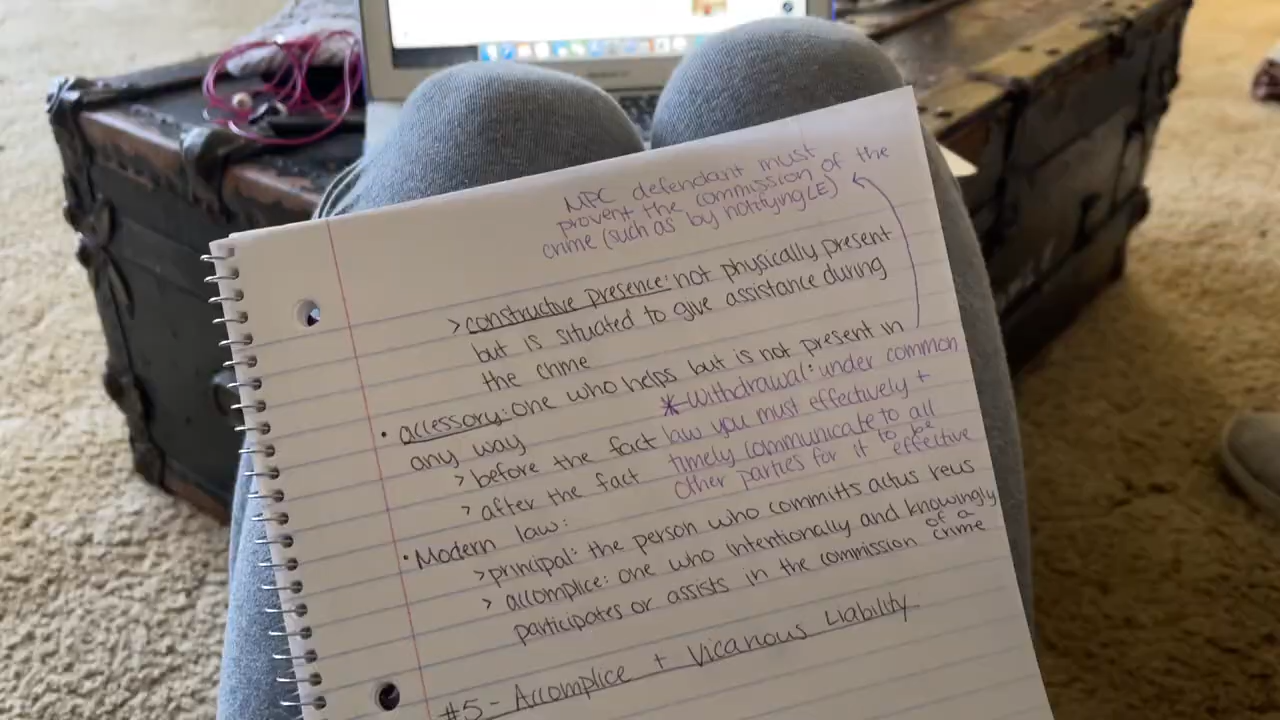 MPC defendant must
prevent the commission of the
crime (such as by notifying LE)
> constructive presence: not physically present
but is situated to give assistance during
the crime
• accessory: one who helps but is not present in
any way
* Withdrawal: under common
> before the fact law you must effectively +
> after the fact timely communicate to all
other parties for it to be effective
• Modern law:
> principal: the person who committs actus reus
> accomplice: one who intentionally and knowingly
participates or assists in the commission of a crime
#5 - Accomplice + Vicarious Liability